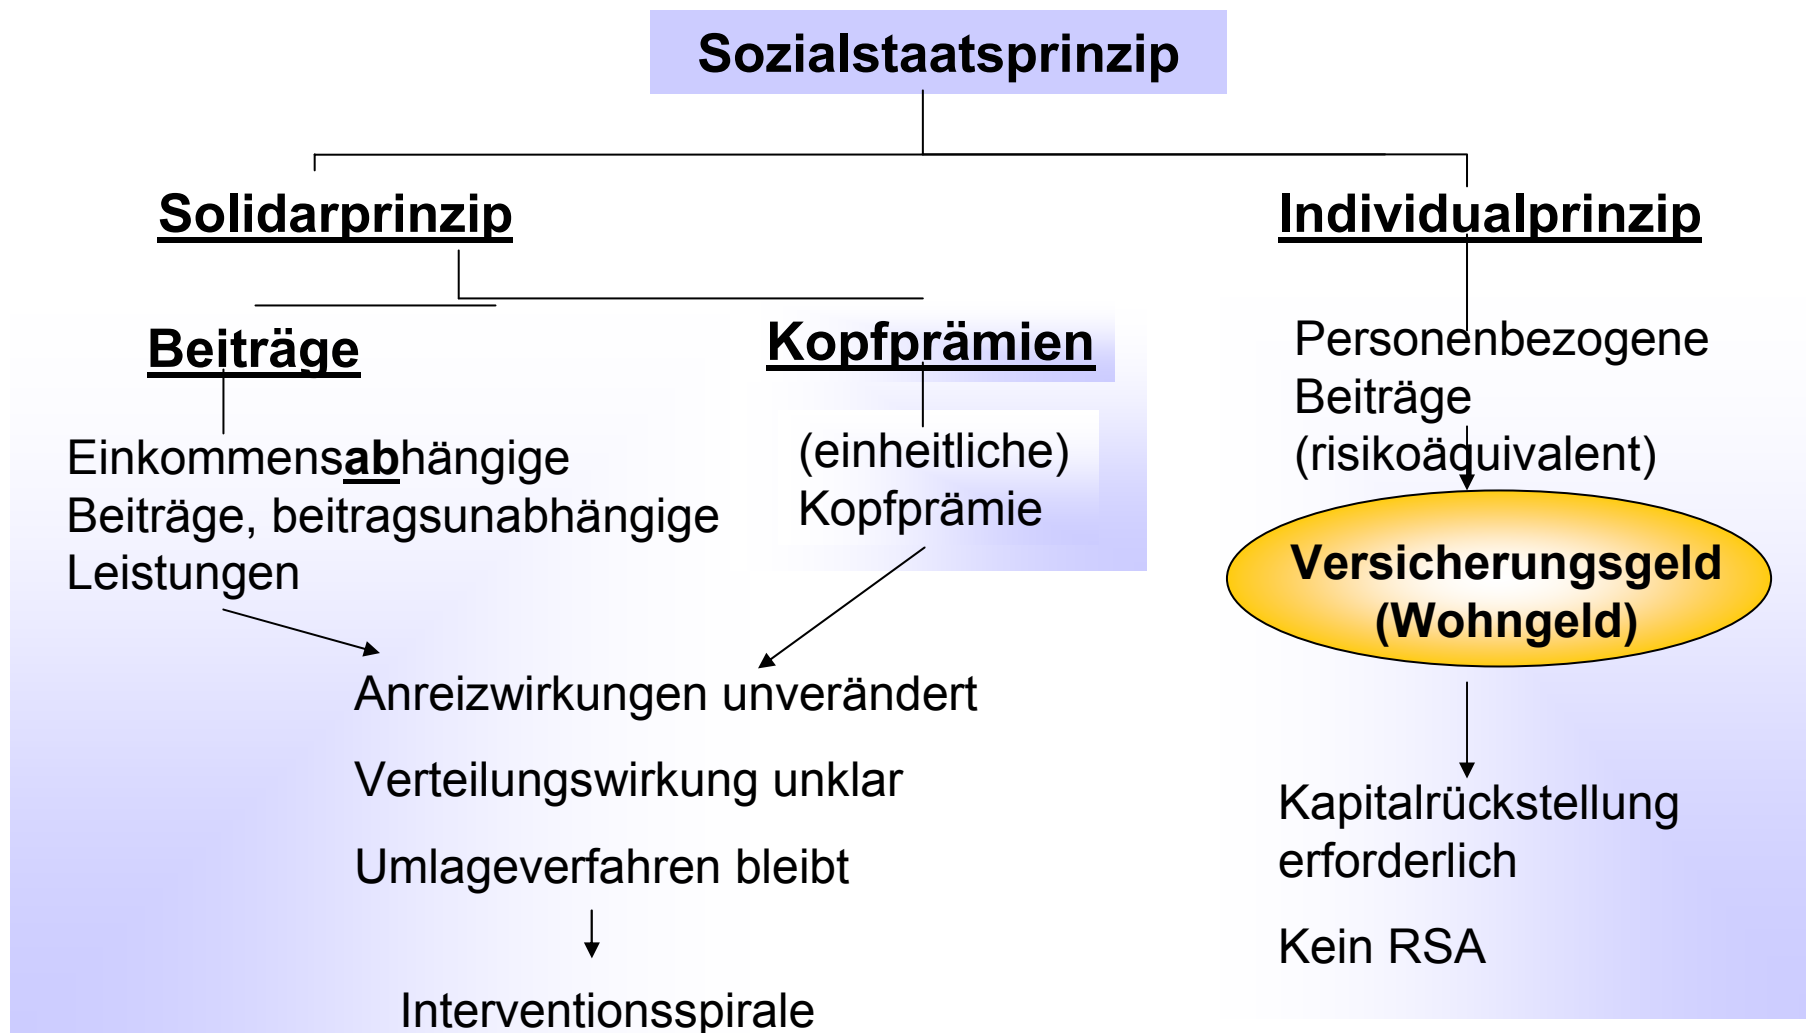 Sozialstaatsprinzip
Solidarprinzip
Individualprinzip
Beiträge
Kopfprämien
Einkommensabhängige
Beiträge, beitragsunabhängige
Leistungen
(einheitliche)
Kopfprämie
Personenbezogene
Beiträge
(risikoäquivalent)
Versicherungsgeld
(Wohngeld)
Anreizwirkungen unverändert
Verteilungswirkung unklar
Umlageverfahren bleibt
Interventionsspirale
Kapitalrückstellung
erforderlich
Kein RSA